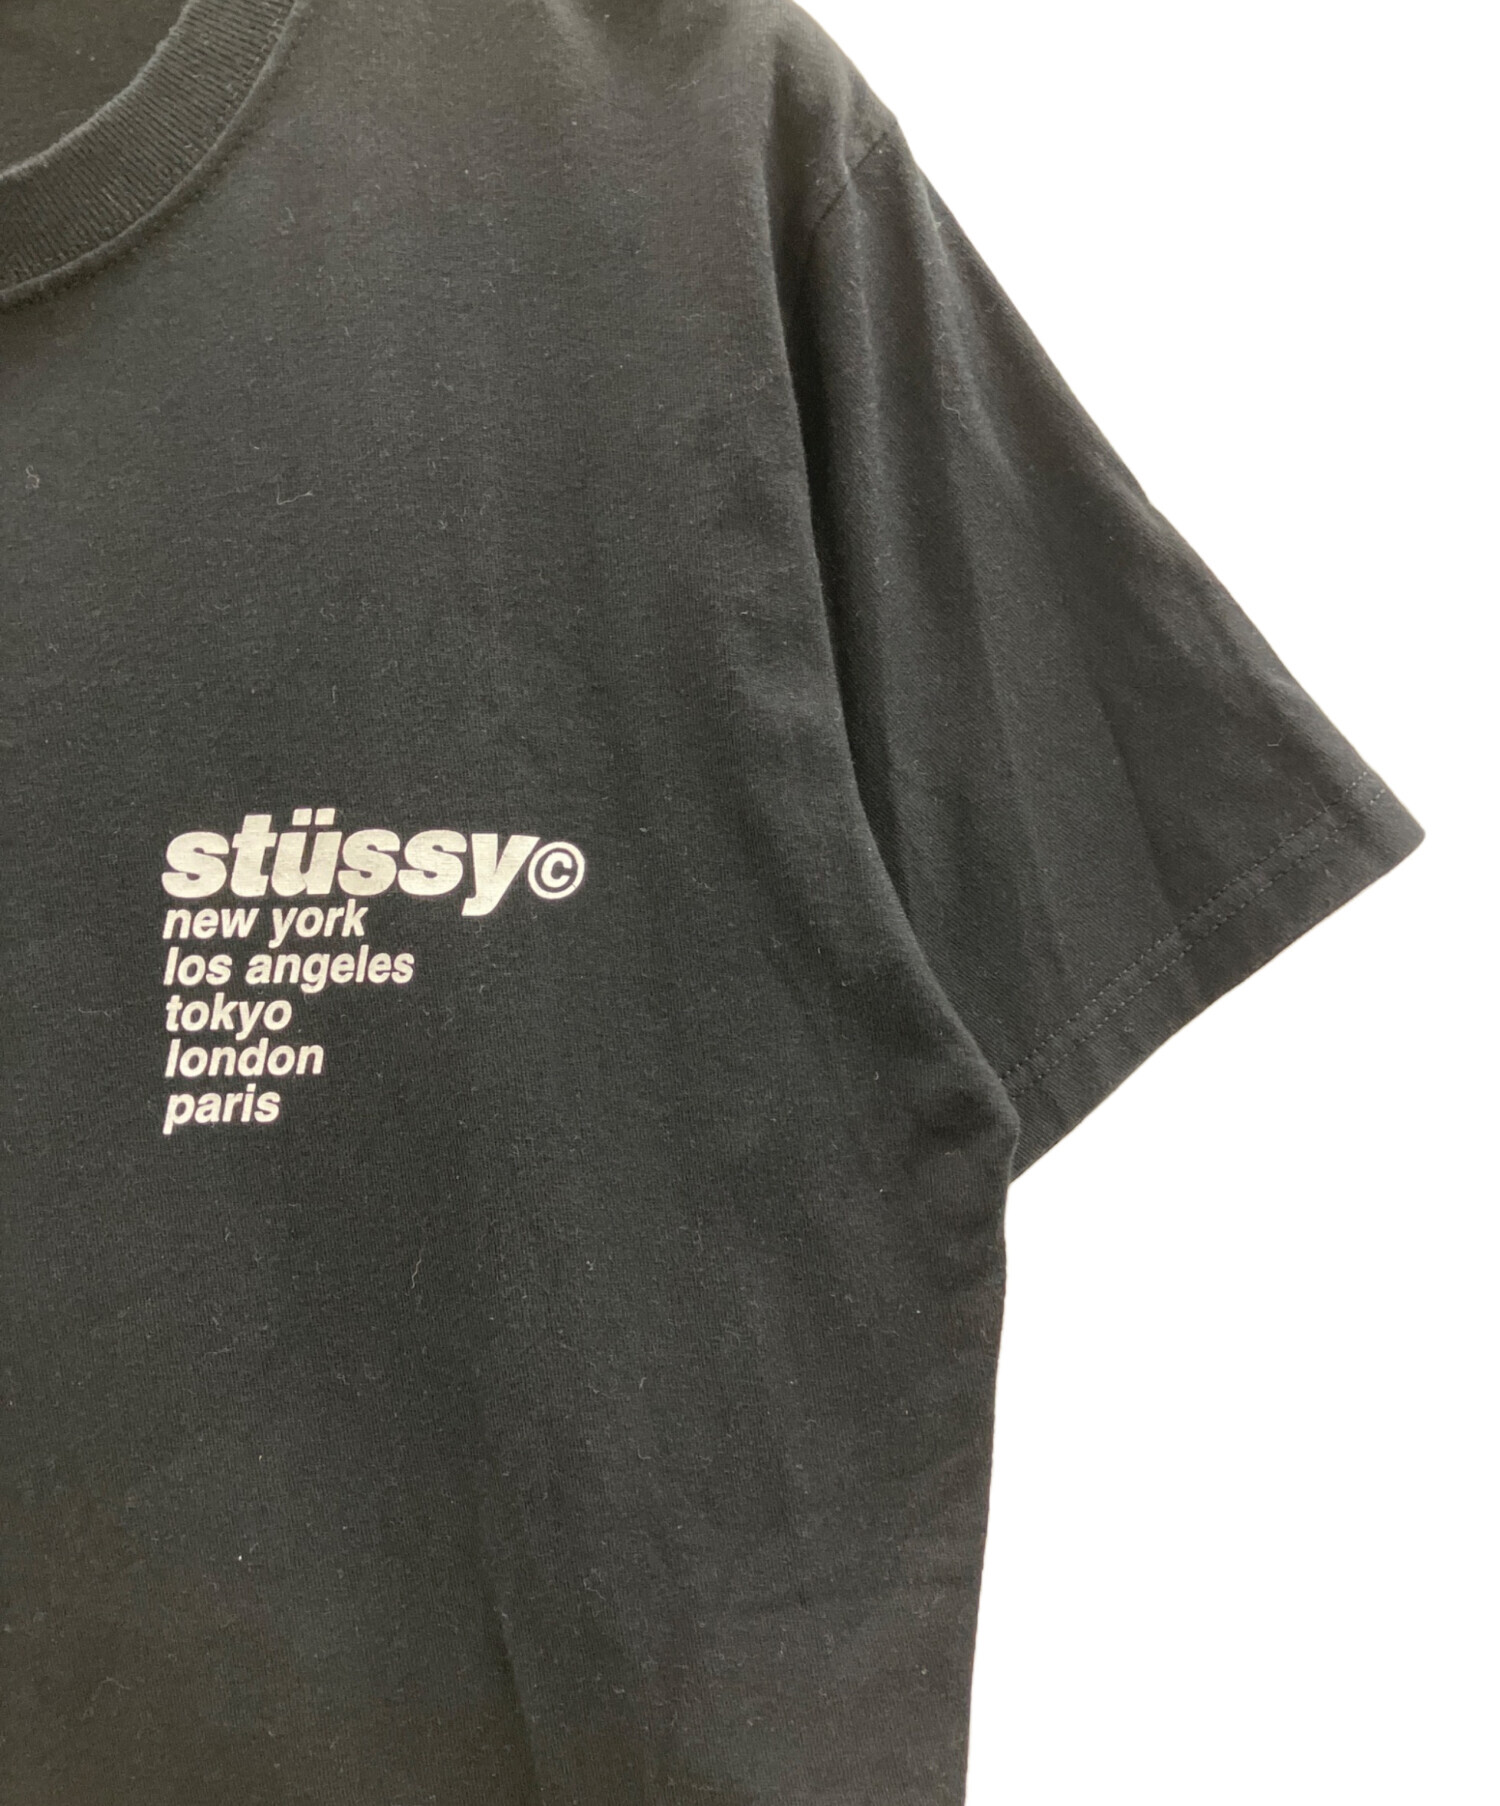 stüssy©
new york
los angeles
tokyo
london
paris